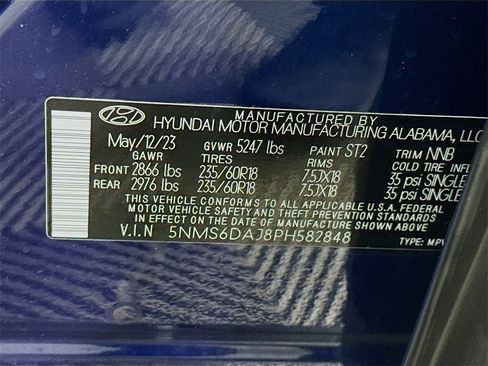 MANUFACTURED BY
HYUNDAI MOTOR MANUFACTURING ALABAMA, LLC
May/12/23 GVWR 5247 lbs PAINT ST2 TRIM NNB
GAWR TIRES RIMS
FRONT 2866 lbs 235/60R18 7.5JX18 35 psi SINGLE
REAR 2976 lbs 235/60R18 7.5JX18 35 psi SINGLE
THIS VEHICLE CONFORMS TO ALL APPLICABLE U.S.A. FEDERAL
MOTOR VEHICLE SAFETY STANDARDS IN EFFECT ON
THE DATE OF MANUFACTURE SHOWN ABOVE.
V.I.N 5NMS6DAJ8PH582848 TYPE: MPV